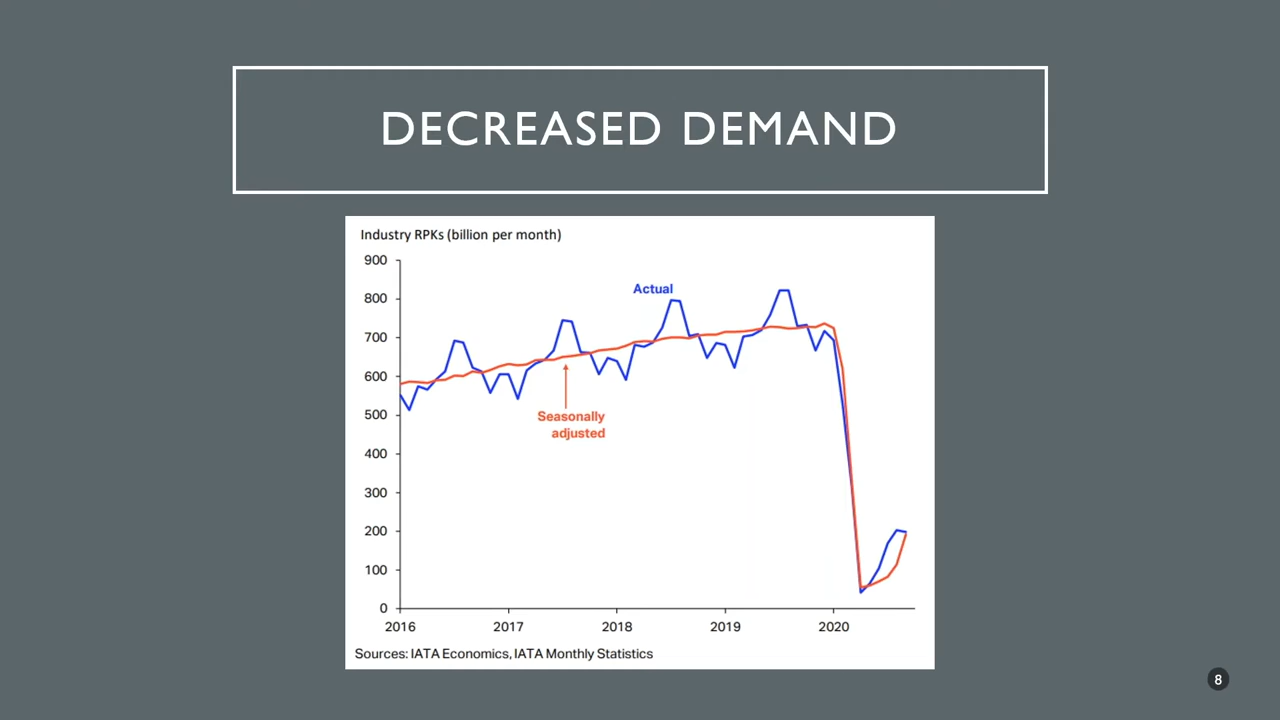 DECREASED DEMAND
Industry RPKs (billion per month)
900
800
700
600
500
400
300
200
100
0
Actual
Seasonally
adjusted
2016 2017 2018 2019 2020
Sources: IATA Economics, IATA Monthly Statistics
8